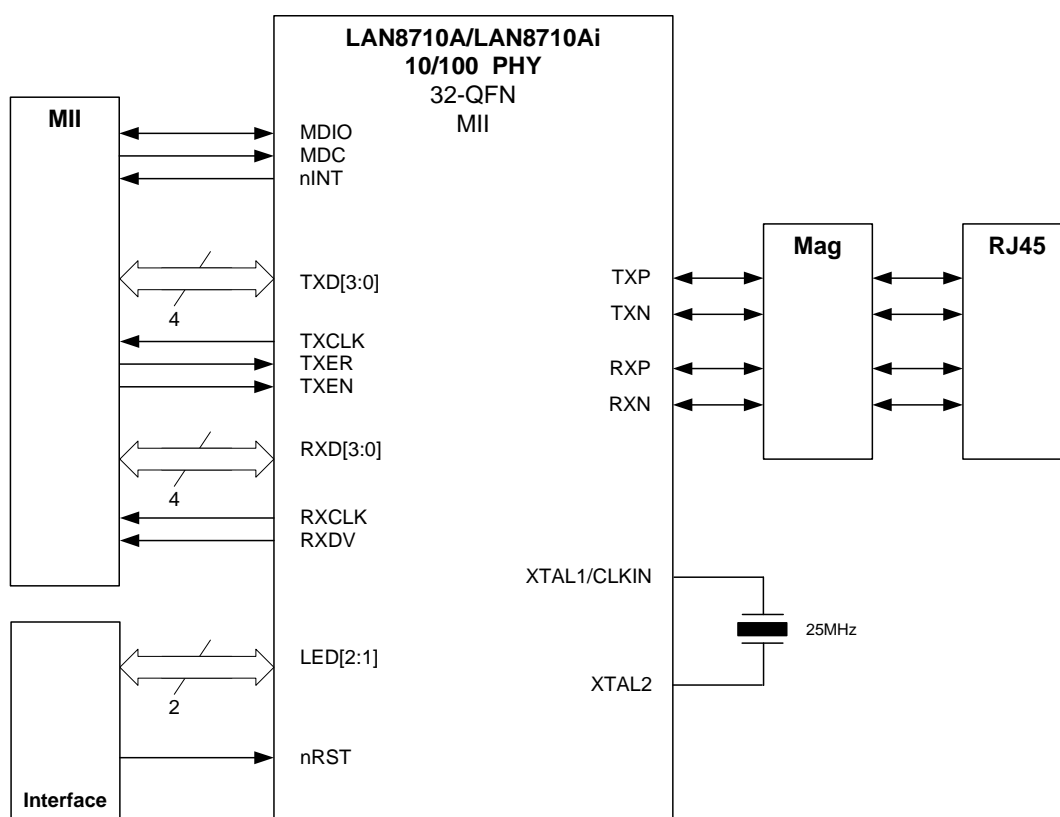 LAN8710A/LAN8710Ai
10/100 PHY
32-QFN
MII
MII
MDIO
MDC
nINT
TXD[3:0]
4
TXCLK
TXER
TXEN
RXD[3:0]
4
RXCLK
RXDV
LED[2:1]
2
nRST
Interface
TXP
TXN
RXP
RXN
Mag
RJ45
XTAL1/CLKIN
25MHz
XTAL2